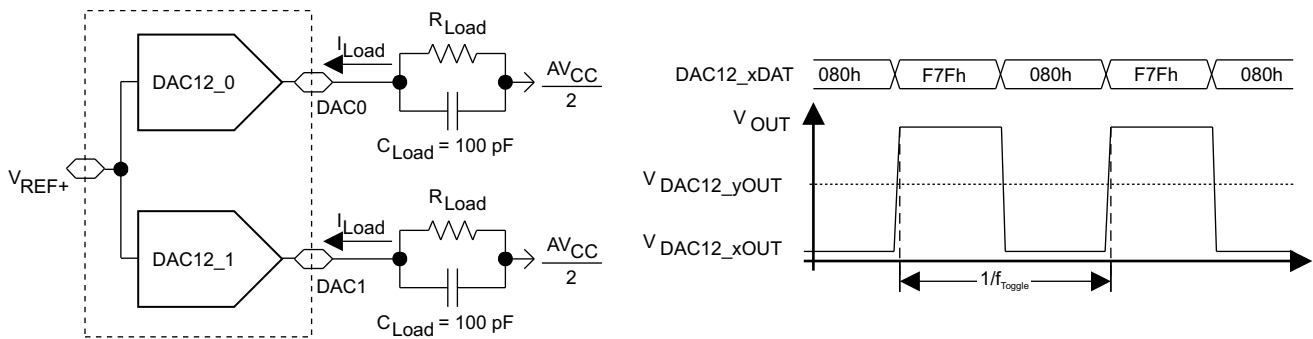 R Load
I Load
DAC12_0
AV CC
2
DAC0
C Load = 100 pF
V REF+
R Load
I Load
DAC12_1
AV CC
2
DAC1
C Load = 100 pF
DAC12_xDAT 080h F7Fh 080h F7Fh 080h
V OUT
V DAC12_yOUT
V DAC12_xOUT
1/f Toggle